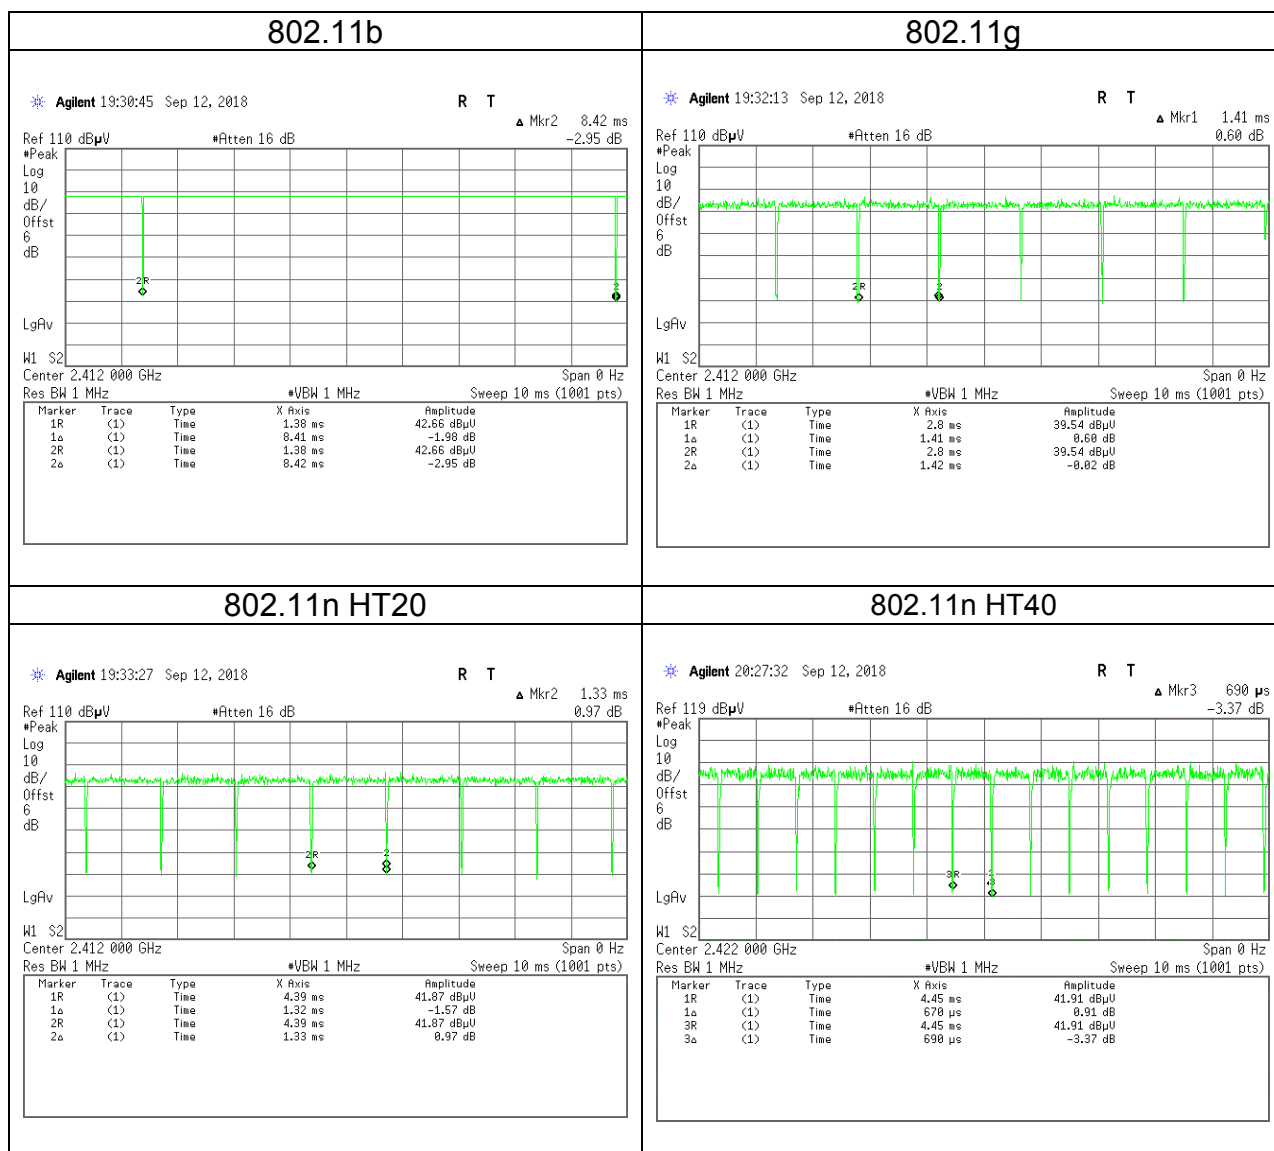 802.11b
Agilent 19:30:45 Sep 12, 2018 R T
Δ Mkr2 8.42 ms
Ref 110 dBµV #Atten 16 dB -2.95 dB
#Peak
Log
10
dB/
Offst
6
dB
2R
2
LgAv
W1 S2
Center 2.412 000 GHz Span 0 Hz
Res BW 1 MHz #VBW 1 MHz Sweep 10 ms (1001 pts)
Marker Trace Type X Axis Amplitude
1R (1) Time 1.38 ms 42.66 dBµV
1Δ (1) Time 8.41 ms -1.98 dB
2R (1) Time 1.38 ms 42.66 dBµV
2Δ (1) Time 8.42 ms -2.95 dB
802.11g
Agilent 19:32:13 Sep 12, 2018 R T
Δ Mkr1 1.41 ms
Ref 110 dBµV #Atten 16 dB 0.60 dB
#Peak
Log
10
dB/
Offst
6
dB
2R
2
LgAv
W1 S2
Center 2.412 000 GHz Span 0 Hz
Res BW 1 MHz #VBW 1 MHz Sweep 10 ms (1001 pts)
Marker Trace Type X Axis Amplitude
1R (1) Time 2.8 ms 39.54 dBµV
1Δ (1) Time 1.41 ms 0.60 dB
2R (1) Time 2.8 ms 39.54 dBµV
2Δ (1) Time 1.42 ms -0.02 dB
802.11n HT20
Agilent 19:33:27 Sep 12, 2018 R T
Δ Mkr2 1.33 ms
Ref 110 dBµV #Atten 16 dB 0.97 dB
#Peak
Log
10
dB/
Offst
6
dB
2R
2
LgAv
W1 S2
Center 2.412 000 GHz Span 0 Hz
Res BW 1 MHz #VBW 1 MHz Sweep 10 ms (1001 pts)
Marker Trace Type X Axis Amplitude
1R (1) Time 4.39 ms 41.87 dBµV
1Δ (1) Time 1.32 ms -1.57 dB
2R (1) Time 4.39 ms 41.87 dBµV
2Δ (1) Time 1.33 ms 0.97 dB
802.11n HT40
Agilent 20:27:32 Sep 12, 2018 R T
Δ Mkr3 690 µs
Ref 119 dBµV #Atten 16 dB -3.37 dB
#Peak
Log
10
dB/
Offst
6
dB
3R
LgAv
W1 S2
Center 2.422 000 GHz Span 0 Hz
Res BW 1 MHz #VBW 1 MHz Sweep 10 ms (1001 pts)
Marker Trace Type X Axis Amplitude
1R (1) Time 4.45 ms 41.91 dBµV
1Δ (1) Time 670 µs 0.91 dB
3R (1) Time 4.45 ms 41.91 dBµV
3Δ (1) Time 690 µs -3.37 dB